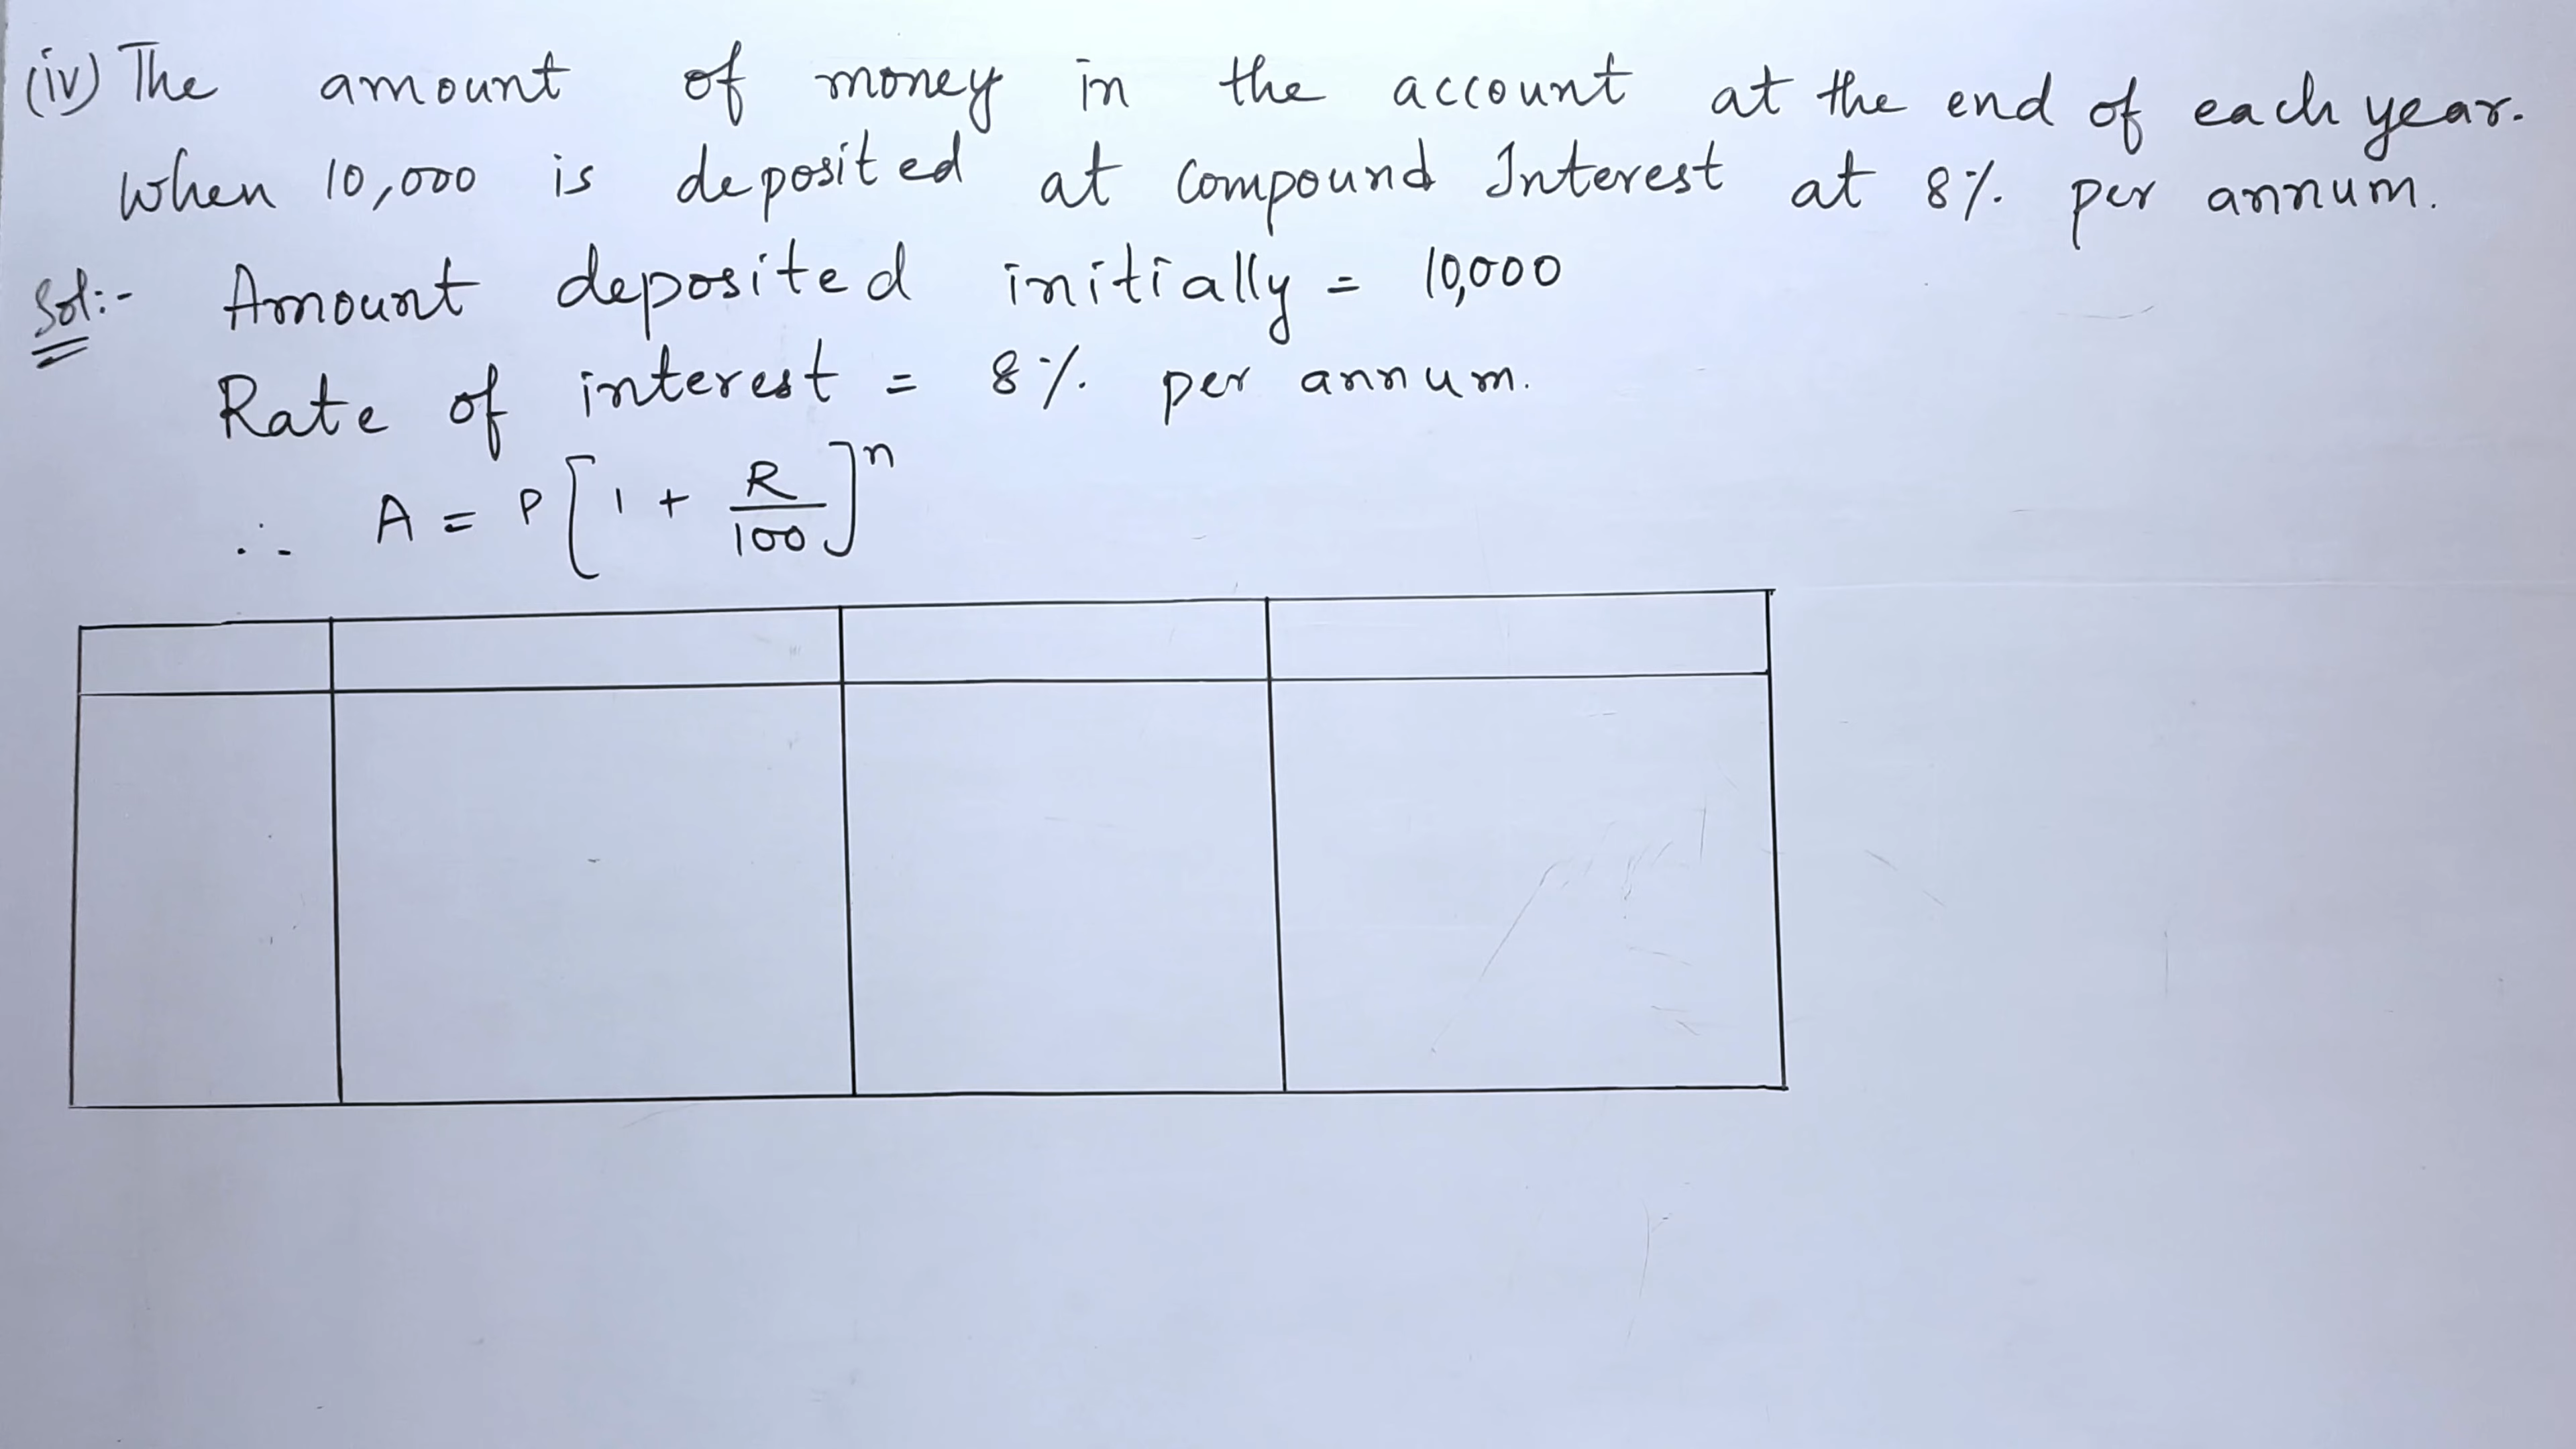 (iv) The amount of money in the account at the end of each year.
when 10,000 is deposited at compound Interest at 8% per annum.
Sol:- Amount deposited initially = 10,000
Rate of interest = 8% per annum.
∴ A = P[1 + R/100]^n